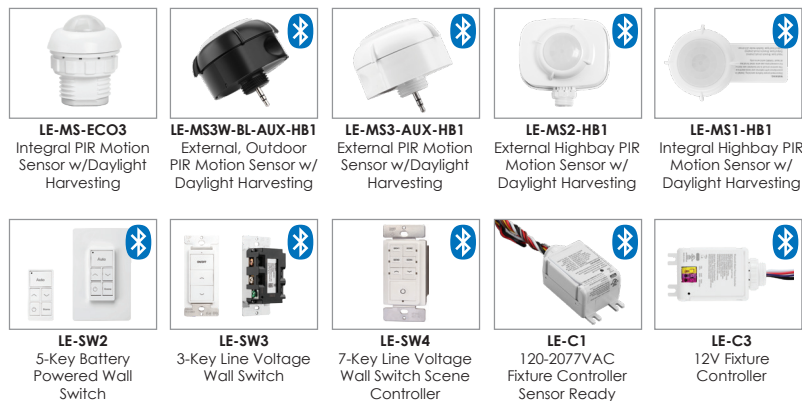 LE-MS-ECO3
Integral PIR Motion
Sensor w/Daylight
Harvesting
LE-MS3W-BL-AUX-HB1
External, Outdoor
PIR Motion Sensor w/
Daylight Harvesting
LE-MS3-AUX-HB1
External PIR Motion
Sensor w/Daylight
Harvesting
LE-MS2-HB1
External Highbay PIR
Motion Sensor w/
Daylight Harvesting
LE-MS1-HB1
Integral Highbay PIR
Motion Sensor w/
Daylight Harvesting
Auto
Auto
LE-SW2
5-Key Battery
Powered Wall
Switch
LE-SW3
3-Key Line Voltage
Wall Switch
LE-SW4
7-Key Line Voltage
Wall Switch Scene
Controller
LE-C1
120-2077VAC
Fixture Controller
Sensor Ready
LE-C3
12V Fixture
Controller